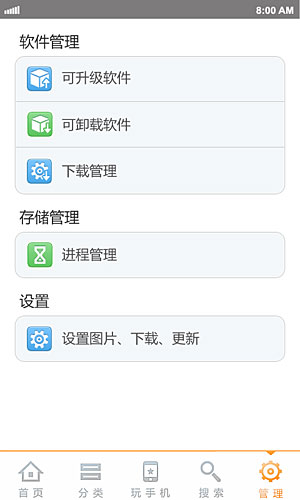 8:00 AM
软件管理
可升级软件
可卸载软件
下载管理
存储管理
进程管理
设置
设置图片、下载、更新
首页 分类 玩手机 搜索 管理